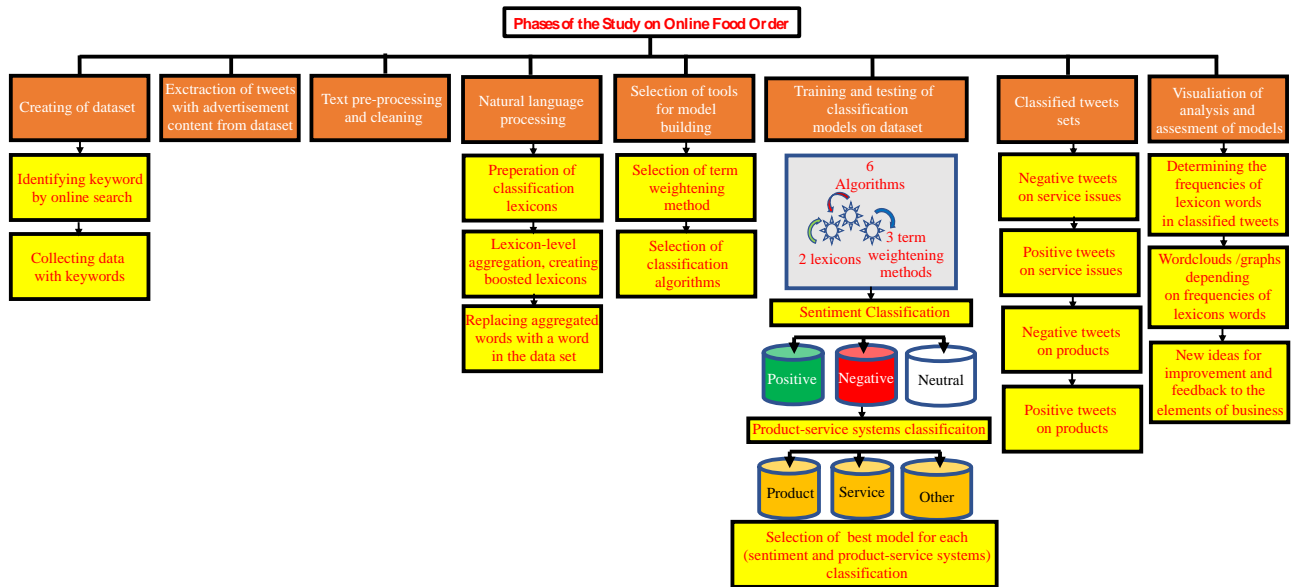 Phases of the Study on Online Food Order
Creating of dataset
Exctraction of tweets
with advertisement
content from dataset
Text pre-processing
and cleaning
Natural language
processing
Selection of tools
for model
building
Training and testing of
classification
models on dataset
Classified tweets
sets
Visualiation of
analysis and
assesment of models
Identifying keyword
by online search
Collecting data
with keywords
Preperation of
classification
lexicons
Lexicon-level
aggregation, creating
boosted lexicons
Replacing aggregated
words with a word
in the data set
Selection of term
weightening
method
Selection of
classification
algorithms
6
Algorithms
2 lexicons
3 term
weightening
methods
Sentiment Classification
Positive
Negative
Neutral
Product-service systems classificaiton
Product
Service
Other
Selection of best model for each
(sentiment and product-service systems)
classification
Negative tweets
on service issues
Positive tweets
on service issues
Negative tweets
on products
Positive tweets
on products
Determining the
frequencies of
lexicon words
in classified tweets
Wordclouds /graphs
depending
on frequencies of
lexicons words
New ideas for
improvement and
feedback to the
elements of business